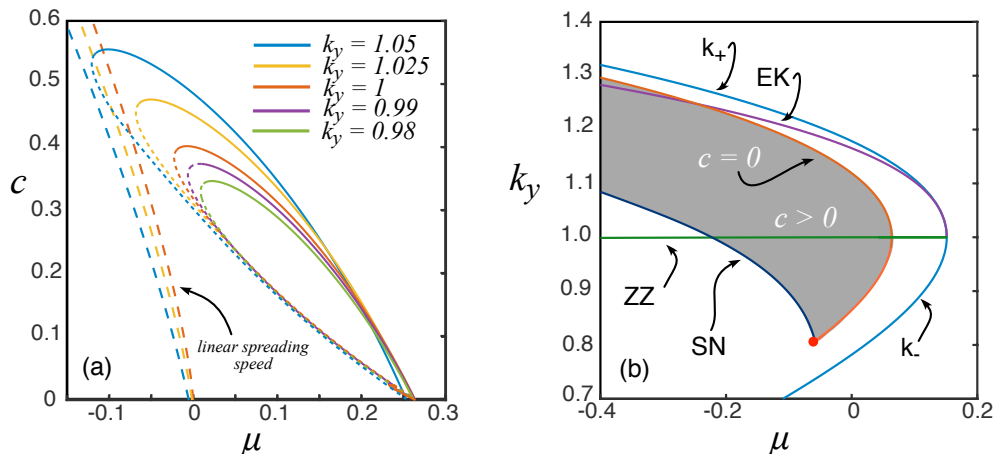 0.6
0.5
0.4
0.3
0.2
0.1
0
c
-0.1
0
0.1
0.2
0.3
μ
(a)
k_y = 1.05
k_y = 1.025
k_y = 1
k_y = 0.99
k_y = 0.98
linear spreading
speed
1.4
1.3
1.2
1.1
1.0
0.9
0.8
0.7
k_y
k_+
EK
c = 0
c > 0
ZZ
SN
k_-
(b)
-0.4
-0.2
0
0.2
μ